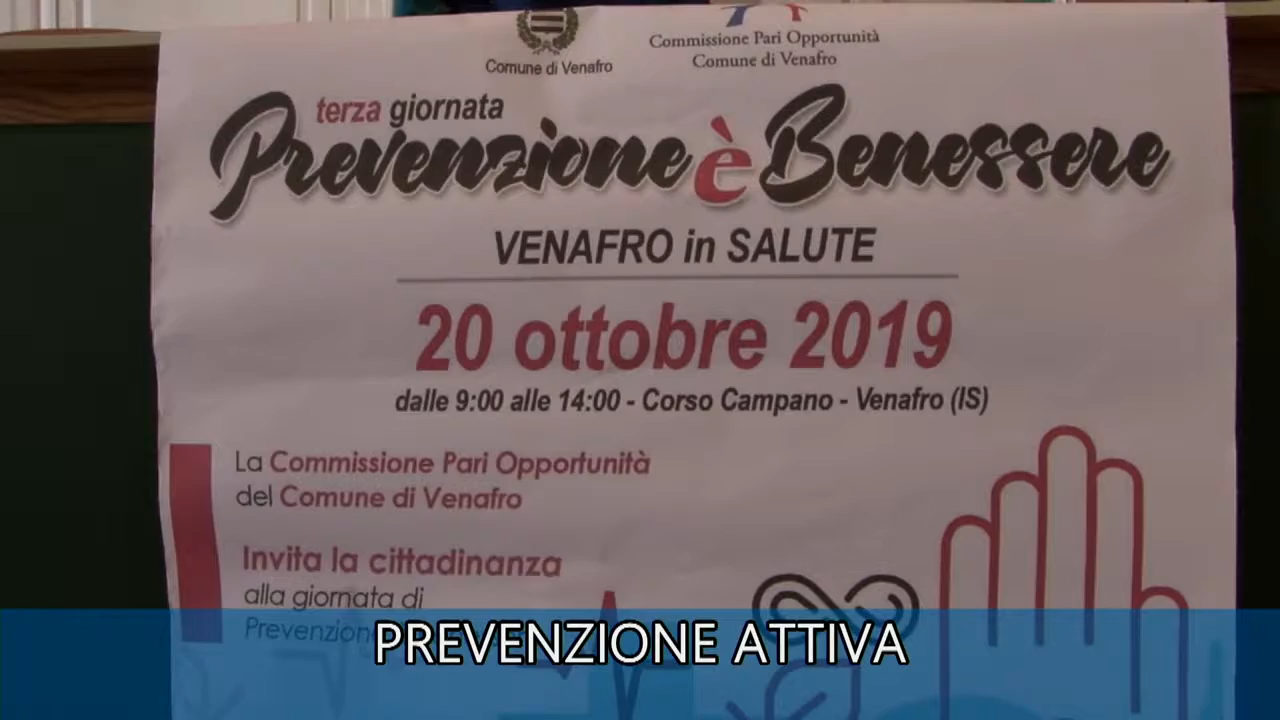 Comune di Venafro
Commissione Pari Opportunità
Comune di Venafro
terza giornata
Prevenzione è Benessere
VENAFRO in SALUTE
20 ottobre 2019
dalle 9:00 alle 14:00 - Corso Campano - Venafro (IS)
La Commissione Pari Opportunità
del Comune di Venafro
Invita la cittadinanza
alla giornata di
PREVENZIONE ATTIVA